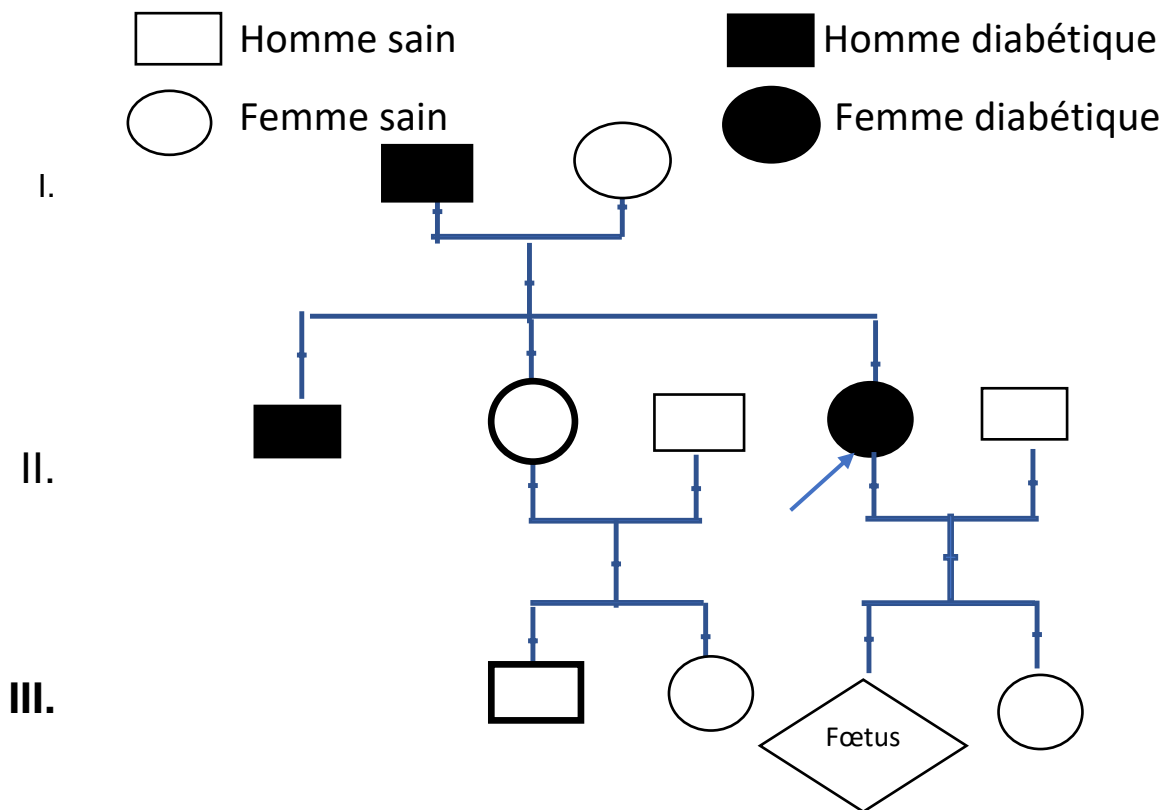 Homme sain
Homme diabétique
Femme sain
Femme diabétique
I.
II.
III.
Fœtus